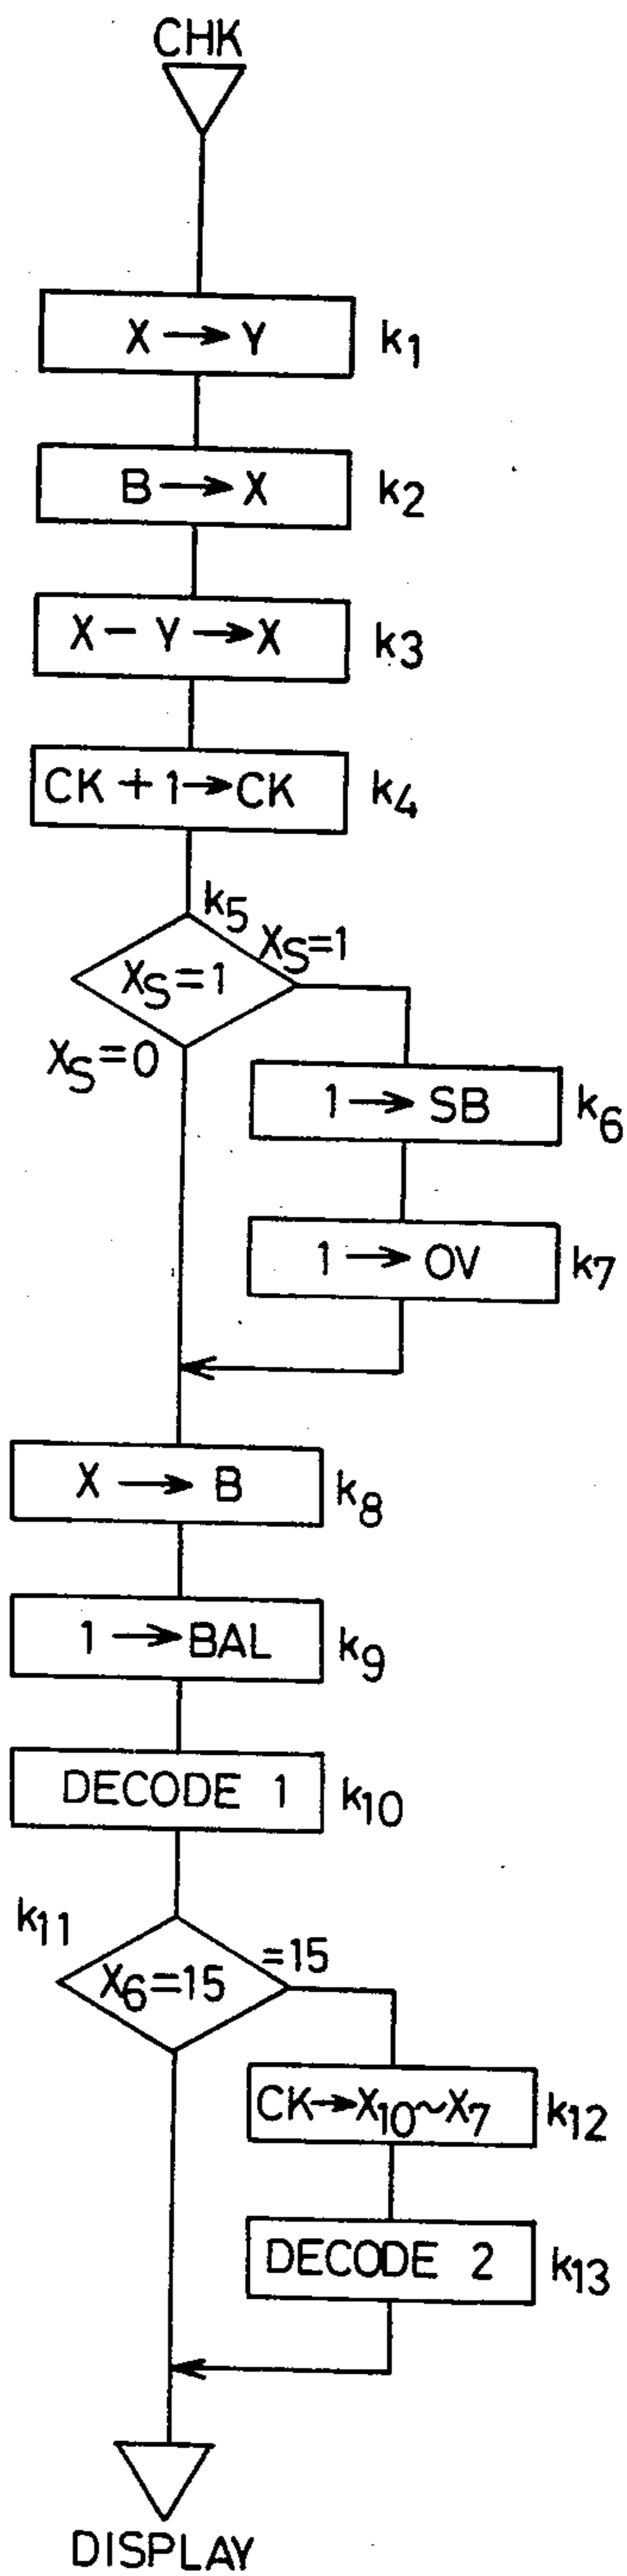 CHK
X → Y k1
B → X k2
X - Y → X k3
CK + 1 → CK k4
k5
XS=1
XS=1
XS=0
1 → SB k6
1 → OV k7
X → B k8
1 → BAL k9
DECODE 1 k10
k11
X6=15
=15
CK→X10~X7 k12
DECODE 2 k13
DISPLAY